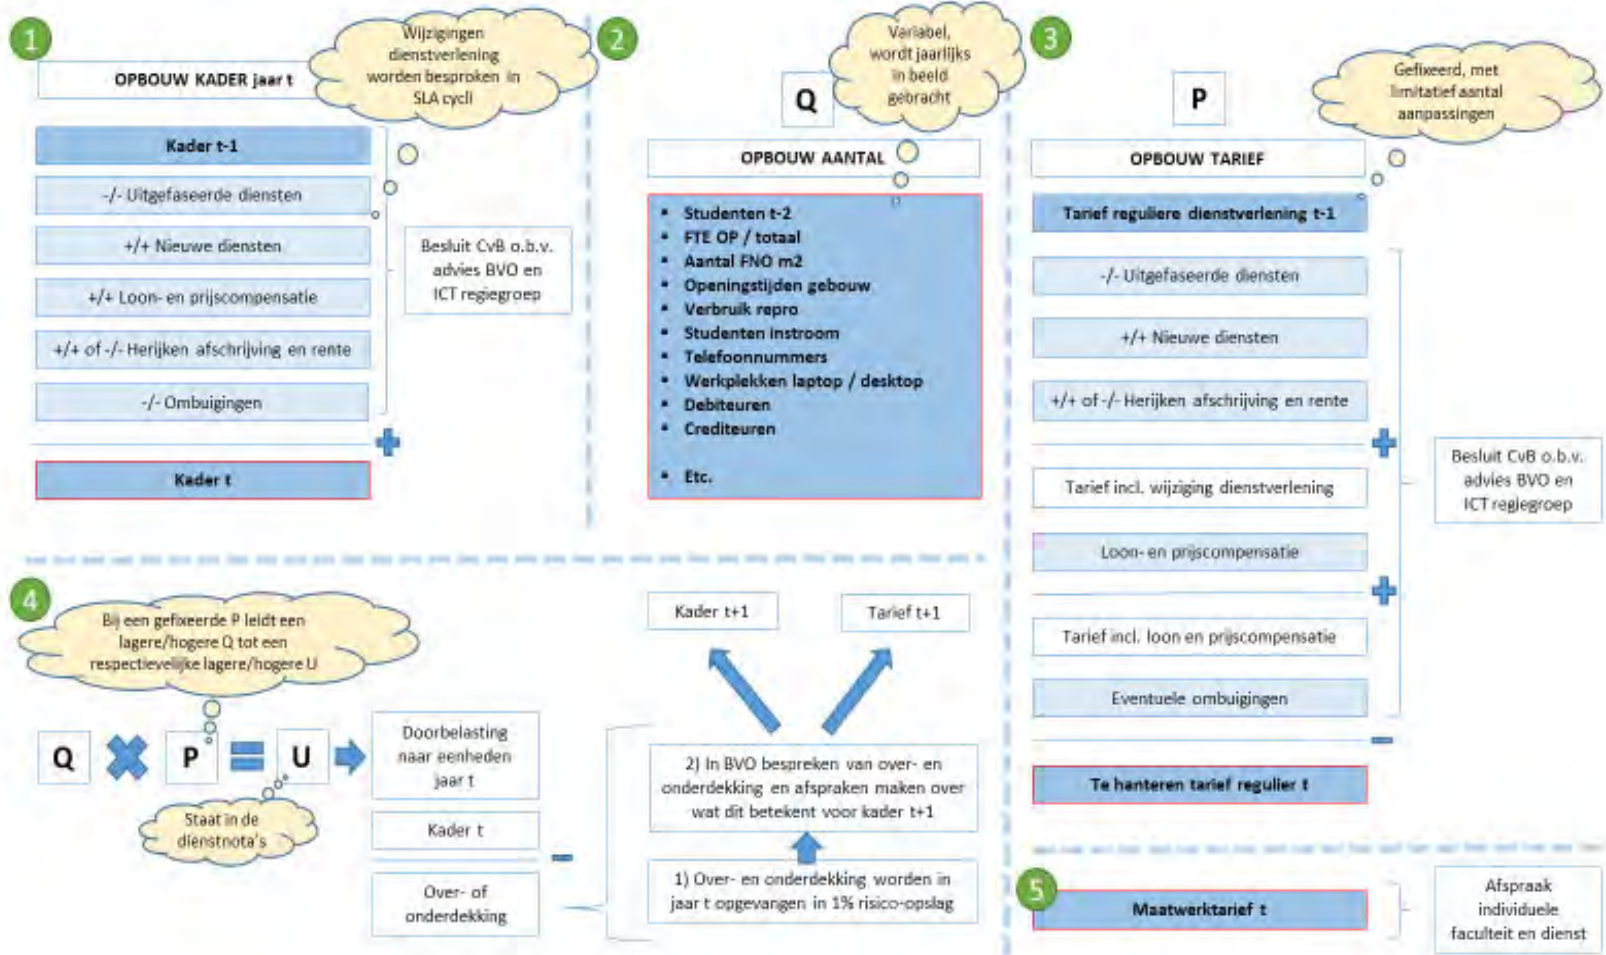 1
OPBOUW KADER jaar t
Wijzigingen
dienstverlening
worden besproken in
SLA cycli
Kader t-1
-/- Uitgefaseerde diensten
+/+ Nieuwe diensten
+/+ Loon- en prijscompensatie
+/+ of -/- Herijken afschrijving en rente
-/- Ombuigingen
Kader t
Besluit CvB o.b.v.
advies BVO en
ICT regiegroep
2
Q
Variabel,
wordt jaarlijks
in beeld
gebracht
OPBOUW AANTAL
▪ Studenten t-2
▪ FTE OP / totaal
▪ Aantal FNO m2
▪ Openingstijden gebouw
▪ Verbruik repro
▪ Studenten instroom
▪ Telefoonnummers
▪ Werkplekken laptop / desktop
▪ Debiteuren
▪ Crediteuren
▪ Etc.
3
P
Gefixeerd, met
limitatief aantal
aanpassingen
OPBOUW TARIEF
Tarief reguliere dienstverlening t-1
-/- Uitgefaseerde diensten
+/+ Nieuwe diensten
+/+ of -/- Herijken afschrijving en rente
Tarief incl. wijziging dienstverlening
Loon- en prijscompensatie
Tarief incl. loon en prijscompensatie
Eventuele ombuigingen
Te hanteren tarief regulier t
Besluit CvB o.b.v.
advies BVO en
ICT regiegroep
4
Bij een gefixeerde P leidt een
lagere/hogere Q tot een
respectievelijke lagere/hogere U
Q
P
=
U
Staat in de
dienstnota's
Doorbelasting
naar eenheden
jaar t
Kader t
Over- of
onderdekking
Kader t+1
Tarief t+1
2) In BVO bespreken van over- en
onderdekking en afspraken maken over
wat dit betekent voor kader t+1
1) Over- en onderdekking worden in
jaar t opgevangen in 1% risico-opslag
5
Maatwerktarief t
Afspraak
individuele
faculteit en dienst